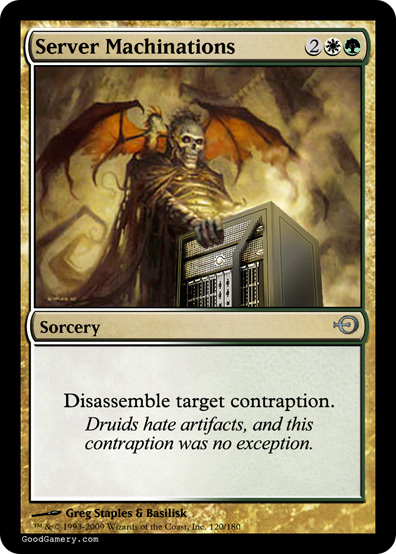 Server Machinations 2
Sorcery
Disassemble target contraption.
Druids hate artifacts, and this
contraption was no exception.
Greg Staples & Basilisk
™ & © 1993-2009 Wizards of the Coast, Inc. 120/180
GoodGamery.com